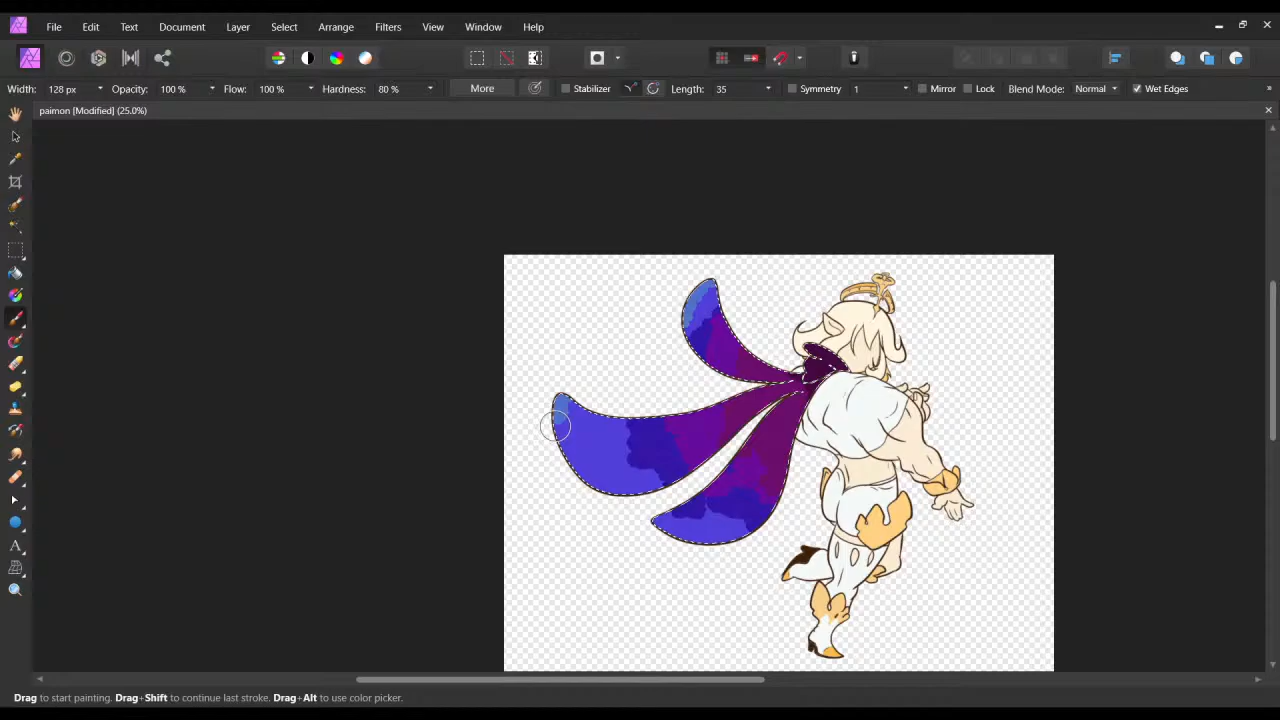 File Edit Text Document Layer Select Arrange Filters View Window Help
Width: 128 px Opacity: 100 % Flow: 100 % Hardness: 80 % More Stabilizer Length: 35 Symmetry 1 Mirror Lock Blend Mode: Normal Wet Edges
paimon [Modified] (25.0%)
Drag to start painting. Drag+Shift to continue last stroke. Drag+Alt to use color picker.